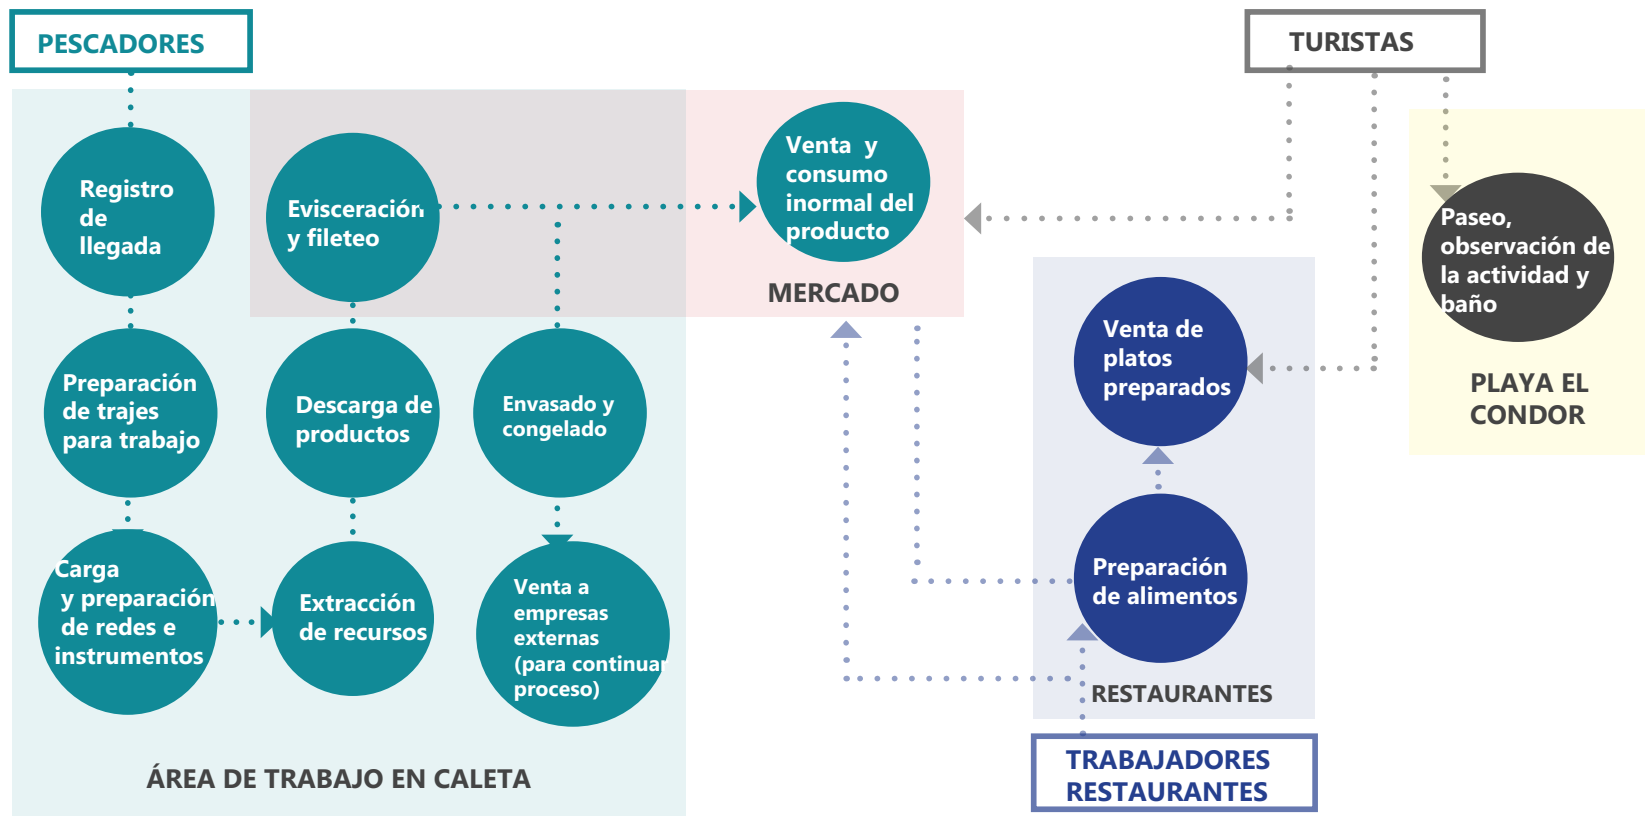 PESCADORES
TURISTAS
Registro
de
llegada
Evisceración
y fileteo
Venta y
consumo
inormal del
producto
MERCADO
Paseo,
observación de
la actividad y
baño
PLAYA EL
CONDOR
Preparación
de trajes
para trabajo
Descarga de
productos
Envasado y
congelado
Venta de
platos
preparados
Carga
y preparación
de redes e
instrumentos
Extracción
de recursos
Venta a
empresas
externas
(para continuar
proceso)
Preparación
de alimentos
RESTAURANTES
ÁREA DE TRABAJO EN CALETA
TRABAJADORES
RESTAURANTES